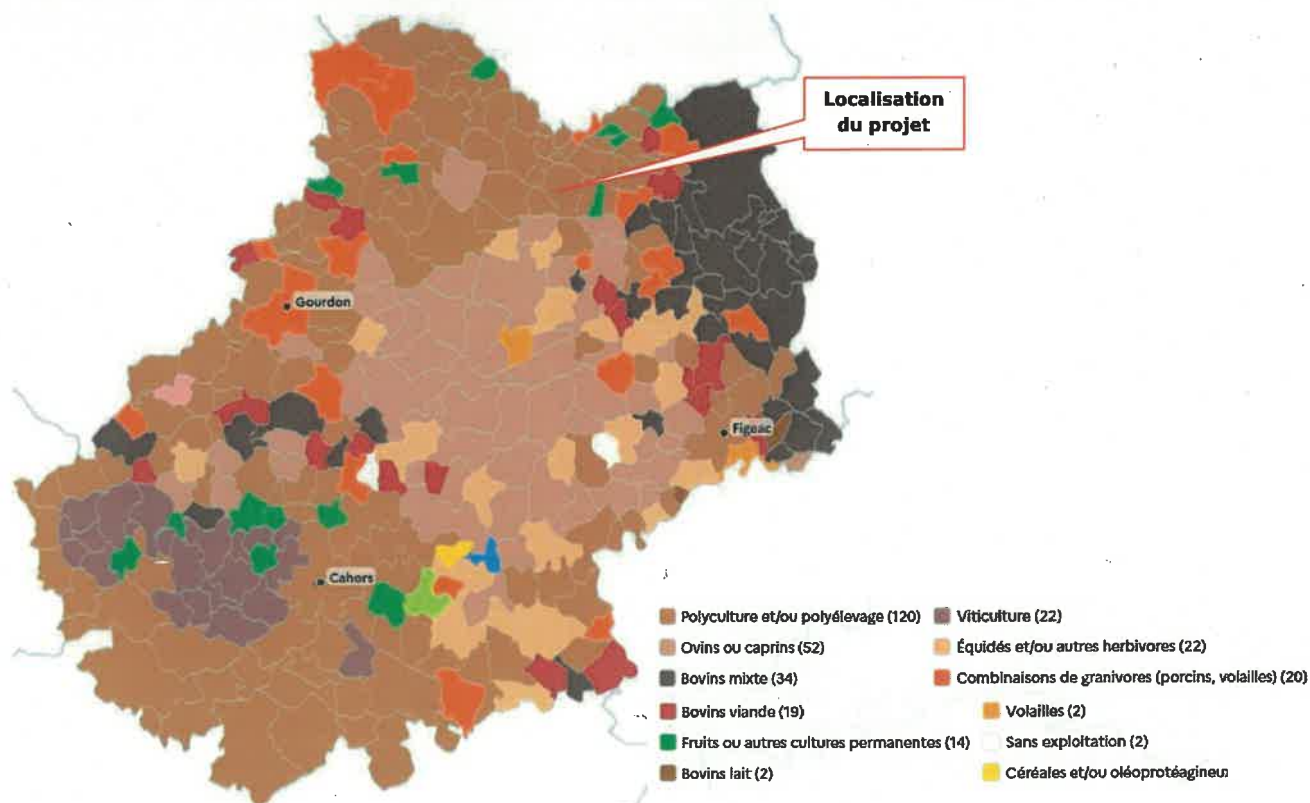 Localisation
du projet
Gourdon
Figeac
Cahors
Polyculture et/ou polyélevage (120)
Viticulture (22)
Ovins ou caprins (52)
Équidés et/ou autres herbivores (22)
Bovins mixte (34)
Combinaisons de granivores (porcins, volailles) (20)
Bovins viande (19)
Volailles (2)
Fruits ou autres cultures permanentes (14)
Sans exploitation (2)
Bovins lait (2)
Céréales et/ou oléoprotéagineux